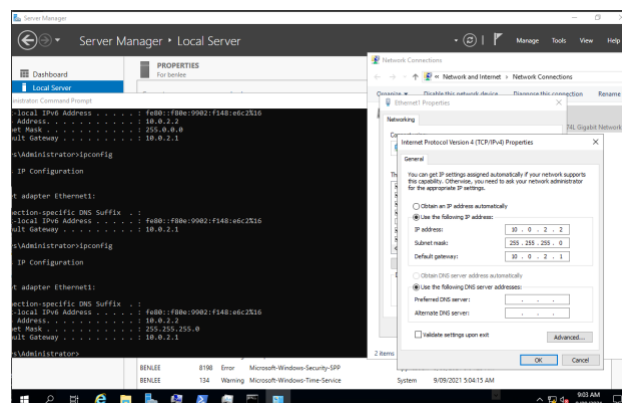 Server Manager
Server Manager • Local Server
Manage Tools View Help
Dashboard
Local Server
PROPERTIES
For benlee
Network Connections
Network and Internet › Network Connections
Organize Disable this network device Diagnose this connection Rename
Ethernet1 Properties
Networking
74L Gigabit Network
Internet Protocol Version 4 (TCP/IPv4) Properties
General
You can get IP settings assigned automatically if your network supports
this capability. Otherwise, you need to ask your network administrator
for the appropriate IP settings.
Obtain an IP address automatically
Use the following IP address:
IP address: 10 . 0 . 2 . 2
Subnet mask: 255 . 255 . 255 . 0
Default gateway: 10 . 0 . 2 . 1
Obtain DNS server address automatically
Use the following DNS server addresses:
Preferred DNS server: . . .
Alternate DNS server: . . .
Validate settings upon exit
Advanced...
OK Cancel
2 items
ministrator: Command Prompt
-local IPv6 Address . . . . . : fe80::f80e:9902:f148:e6c2%16
Address. . . . . . . . . . . : 10.0.2.2
et Mask . . . . . . . . . . . : 255.0.0.0
ult Gateway . . . . . . . . . : 10.0.2.1
s\Administrator>ipconfig
IP Configuration
et adapter Ethernet1:
ection-specific DNS Suffix . :
-local IPv6 Address . . . . . : fe80::f80e:9902:f148:e6c2%16
ult Gateway . . . . . . . . . : 10.0.2.1
s\Administrator>ipconfig
IP Configuration
et adapter Ethernet1:
ection-specific DNS Suffix . :
-local IPv6 Address . . . . . : fe80::f80e:9902:f148:e6c2%16
Address. . . . . . . . . . . : 10.0.2.2
et Mask . . . . . . . . . . . : 255.255.255.0
ult Gateway . . . . . . . . . : 10.0.2.1
s\Administrator>
BENLEE 8198 Error Microsoft-Windows-Security-SPP
BENLEE 134 Warning Microsoft-Windows-Time-Service System 9/09/2021 5:04:15 AM
9:03 AM